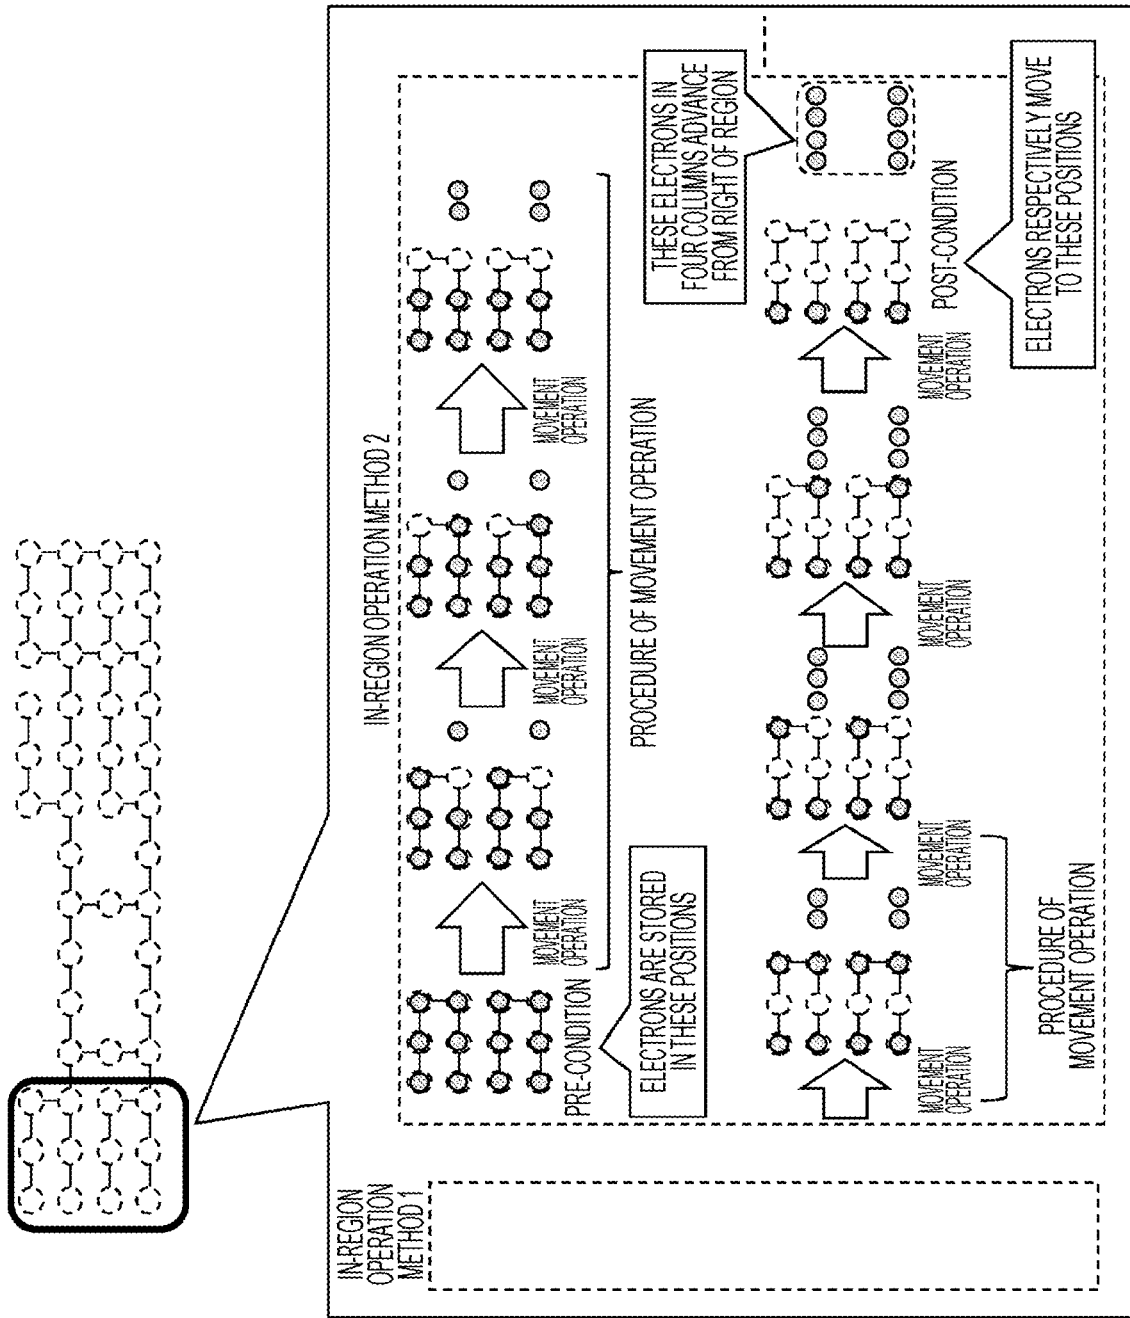 IN-REGION
OPERATION
METHOD 1
IN-REGION OPERATION METHOD 2
PRE-CONDITION
ELECTRONS ARE STORED
IN THESE POSITIONS
MOVEMENT
OPERATION
MOVEMENT
OPERATION
MOVEMENT
OPERATION
PROCEDURE OF MOVEMENT OPERATION
MOVEMENT
OPERATION
MOVEMENT
OPERATION
MOVEMENT
OPERATION
MOVEMENT
OPERATION
PROCEDURE OF
MOVEMENT OPERATION
THESE ELECTRONS IN
FOUR COLUMNS ADVANCE
FROM RIGHT OF REGION
POST-CONDITION
ELECTRONS RESPECTIVELY MOVE
TO THESE POSITIONS